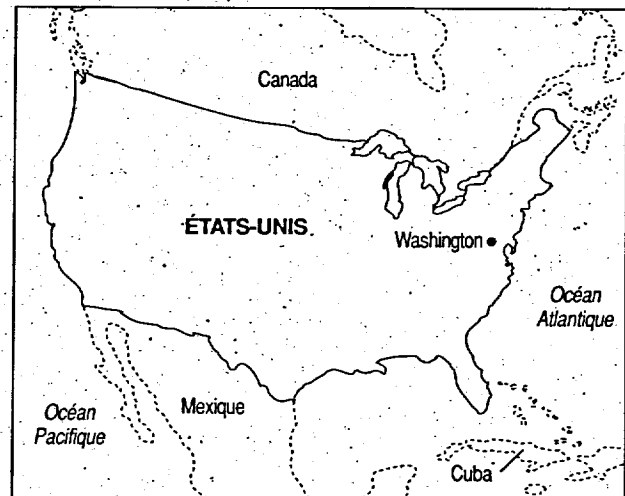 Canada
ÉTATS-UNIS
Washington
Océan
Atlantique
Mexique
Océan
Pacifique
Cuba